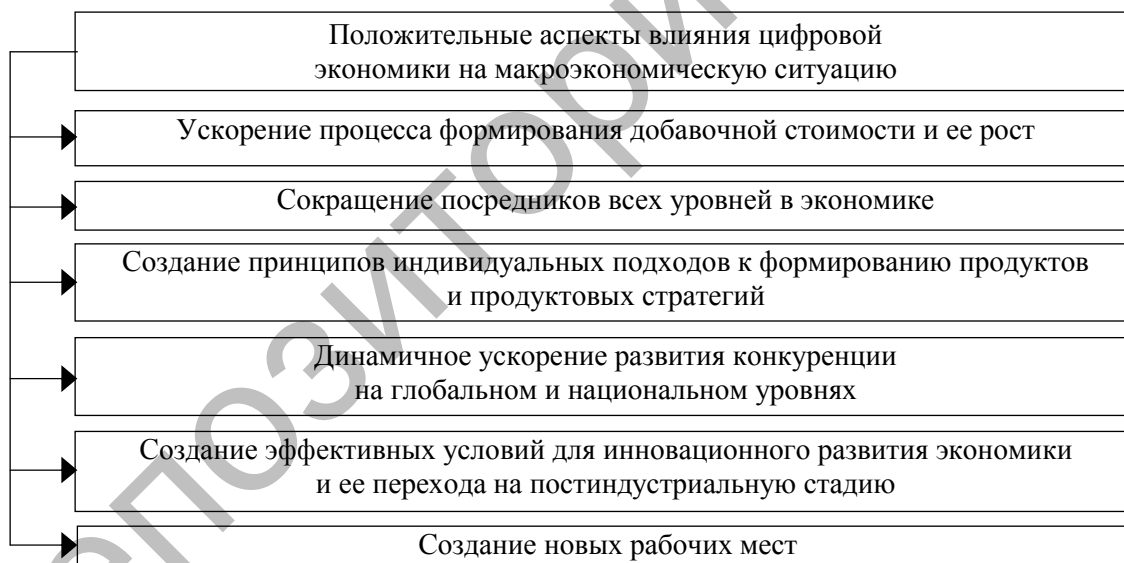 Положительные аспекты влияния цифровой
экономики на макроэкономическую ситуацию
Ускорение процесса формирования добавочной стоимости и ее рост
Сокращение посредников всех уровней в экономике
Создание принципов индивидуальных подходов к формированию продуктов
и продуктовых стратегий
Динамичное ускорение развития конкуренции
на глобальном и национальном уровнях
Создание эффективных условий для инновационного развития экономики
и ее перехода на постиндустриальную стадию
Создание новых рабочих мест